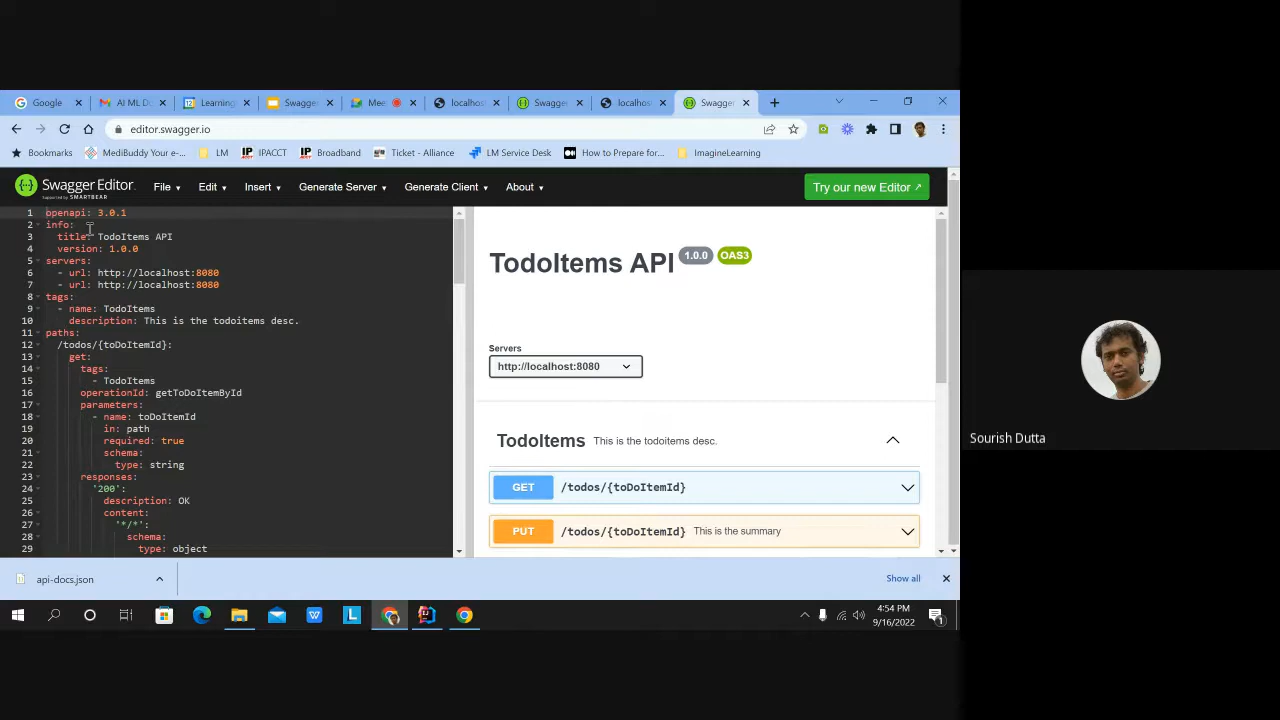 Google
AI ML D
Learning
Swagge
Mee
localhos
Swagge
localhos
Swagge
editor.swagger.io
Bookmarks
MediBuddy Your e-...
LM
IPACCT
Broadband
Ticket - Alliance
LM Service Desk
How to Prepare for...
ImagineLearning
Swagger Editor.
Supported by SMARTBEAR
File
Edit
Insert
Generate Server
Generate Client
About
Try our new Editor
1 openapi: 3.0.1
2 info:
3 title: TodoItems API
4 version: 1.0.0
5 servers:
6 - url: http://localhost:8080
7 - url: http://localhost:8080
8 tags:
9 - name: TodoItems
10 description: This is the todoitems desc.
11 paths:
12 /todos/{toDoItemId}:
13 get:
14 tags:
15 - TodoItems
16 operationId: getToDoItemById
17 parameters:
18 - name: toDoItemId
19 in: path
20 required: true
21 schema:
22 type: string
23 responses:
24 '200':
25 description: OK
26 content:
27 '*/*':
28 schema:
29 type: object
TodoItems API 1.0.0 OAS3
Servers
http://localhost:8080
TodoItems This is the todoitems desc.
GET /todos/{toDoItemId}
PUT /todos/{toDoItemId} This is the summary
Sourish Dutta
api-docs.json
Show all
4:54 PM
9/16/2022
1